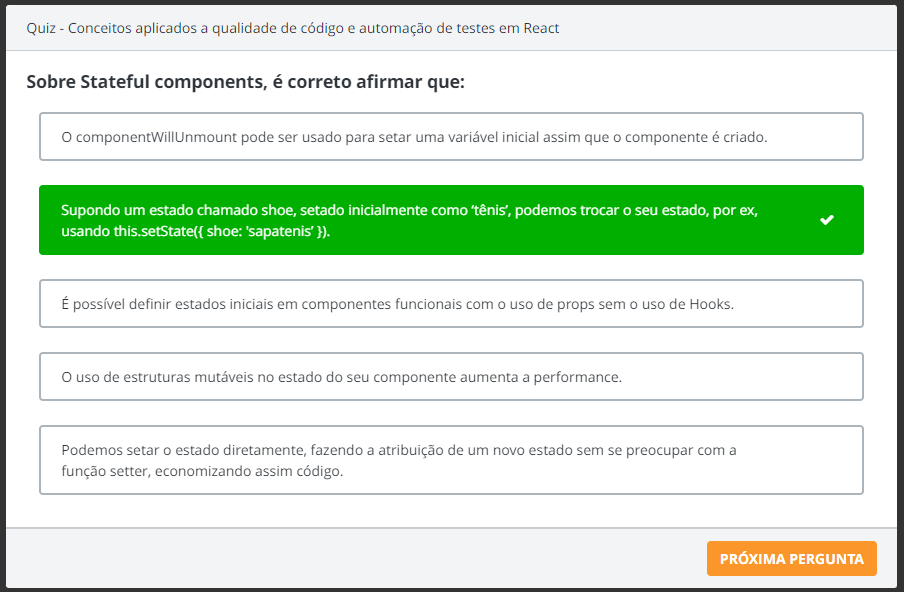 Quiz - Conceitos aplicados a qualidade de código e automação de testes em React
Sobre Stateful components, é correto afirmar que:
O componentWillUnmount pode ser usado para setar uma variável inicial assim que o componente é criado.
Supondo um estado chamado shoe, setado inicialmente como ‘tênis’, podemos trocar o seu estado, por ex,
usando this.setState({ shoe: 'sapatenis’ }).
É possível definir estados iniciais em componentes funcionais com o uso de props sem o uso de Hooks.
O uso de estruturas mutáveis no estado do seu componente aumenta a performance.
Podemos setar o estado diretamente, fazendo a atribuição de um novo estado sem se preocupar com a
função setter, economizando assim código.
PRÓXIMA PERGUNTA